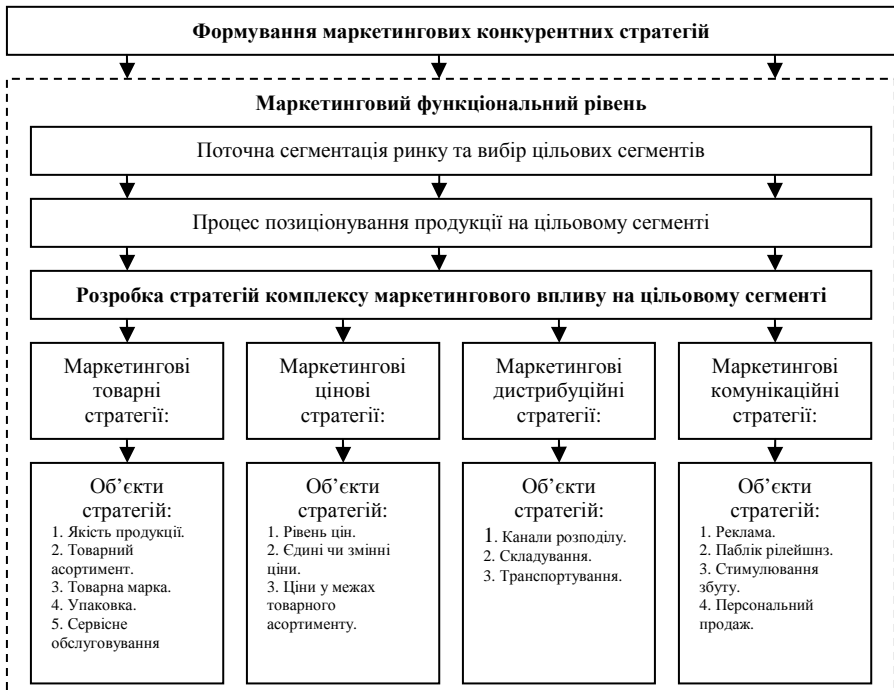 Формування маркетингових конкурентних стратегій
Маркетинговий функціональний рівень
Поточна сегментація ринку та вибір цільових сегментів
Процес позиціонування продукції на цільовому сегменті
Розробка стратегій комплексу маркетингового впливу на цільовому сегменті
Маркетингові
товарні
стратегії:
Маркетингові
цінові
стратегії:
Маркетингові
дистрибуційні
стратегії:
Маркетингові
комунікаційні
стратегії:
Об’єкти
стратегій:
1. Якість продукції.
2. Товарний
асортимент.
3. Товарна марка.
4. Упаковка.
5. Сервісне
обслуговування
Об’єкти
стратегій:
1. Рівень цін.
2. Єдині чи змінні
ціни.
3. Ціни у межах
товарного
асортименту.
Об’єкти
стратегій:
1. Канали розподілу.
2. Складування.
3. Транспортування.
Об’єкти
стратегій:
1. Реклама.
2. Паблік рілейшнз.
3. Стимулювання
збуту.
4. Персональний
продаж.